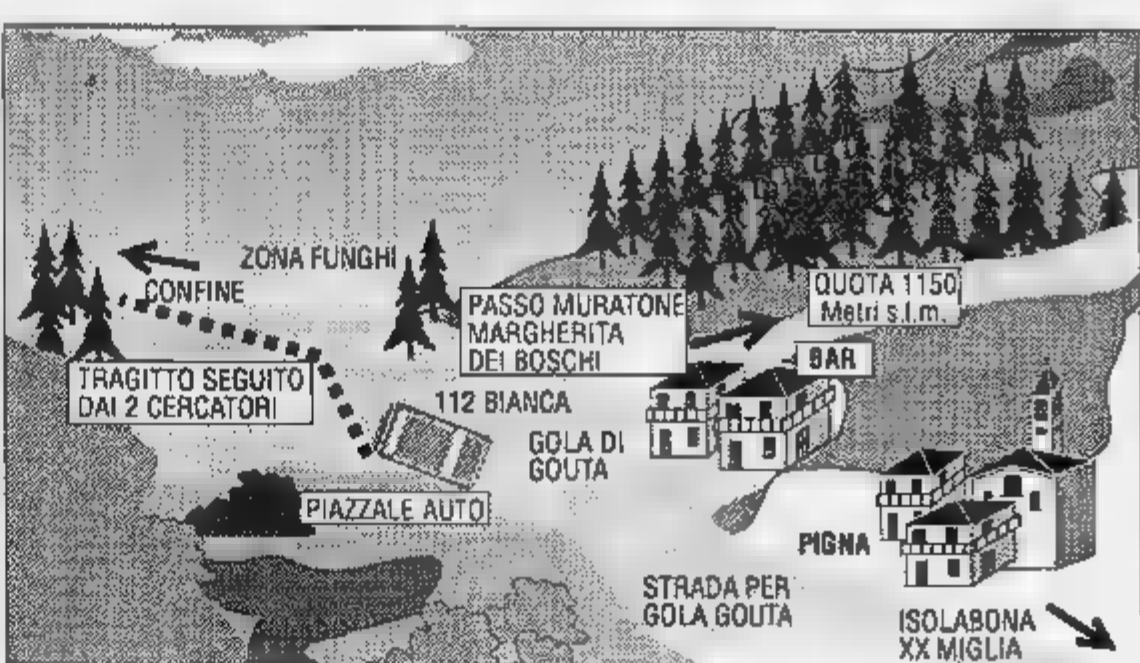 ZONA FUNGHI
CONFINE
TRAGITTO SEGUITO
DAI 2 CERCATORI
112 BIANCA
PIAZZALE AUTO
PASSO MURATONE
MARGHERITA
DEI BOSCHI
GOLA DI
GOUTA
QUOTA 1150
Metri s.l.m.
BAR
PIGNA
STRADA PER
GOLA GOUTA
ISOLABONA
XX MIGLIA